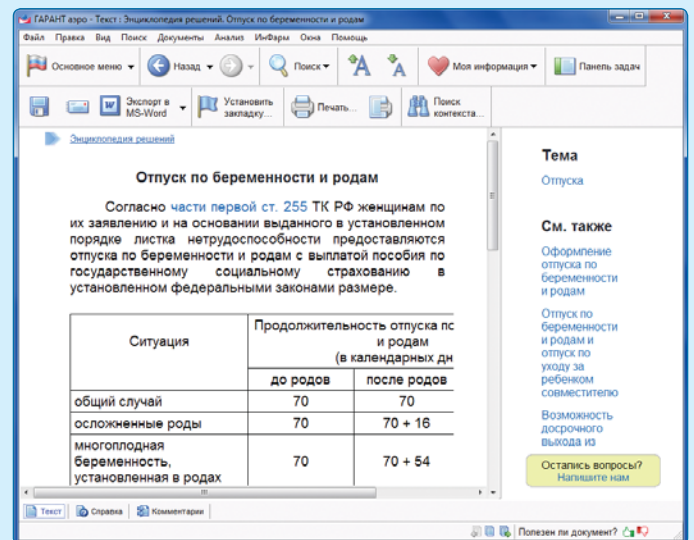 ГАРАНТ аэро - Текст : Энциклопедия решений. Отпуск по беременности и родам
Файл Правка Вид Поиск Документы Анализ ИнФарм Окна Помощь
Основное меню Назад Поиск А А Моя информация Панель задач
Экспорт в MS-Word Установить закладку... Печать... Поиск контекста...
Энциклопедия решений
Отпуск по беременности и родам
Согласно части первой ст. 255 ТК РФ женщинам по
их заявлению и на основании выданного в установленном
порядке листка нетрудоспособности предоставляются
отпуска по беременности и родам с выплатой пособия по
государственному социальному страхованию в
установленном федеральными законами размере.
Ситуация
Продолжительность отпуска по
и родам
(в календарных дн
до родов после родов
общий случай 70 70
осложненные роды 70 70 + 16
многоплодная
беременность, 70 70 + 54
установленная в родах
Тема
Отпуска
См. также
Оформление
отпуска по
беременности
и родам
Отпуск по
беременности
и родам и
отпуск по
уходу за
ребенком
совместителю
Возможность
досрочного
выхода из
Остались вопросы?
Напишите нам
Текст Справка Комментарии
Полезен ли документ?